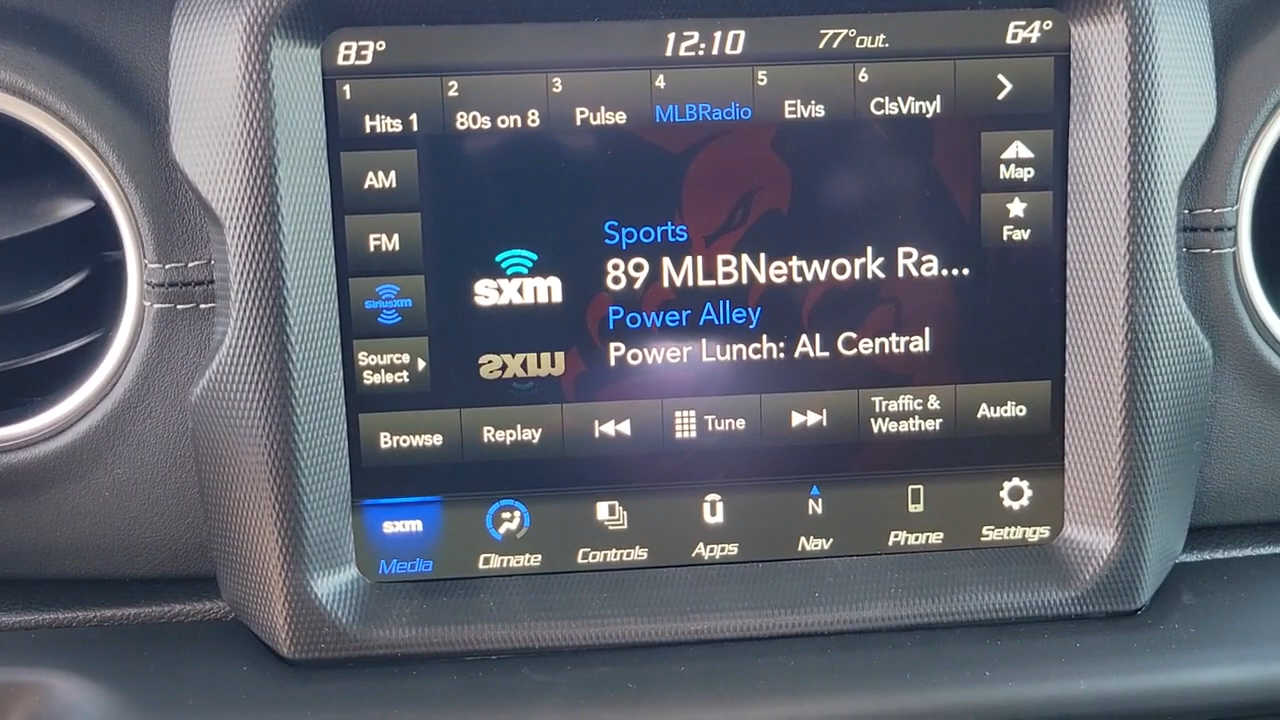 83° 12:10 77° out. 64°
1 2 3 4 5 6
Hits 1 80s on 8 Pulse MLBRadio Elvis ClsVinyl
AM
Map
FM
Fav
SiriusXM
Source
Select
sxm
Sports
89 MLBNetwork Ra...
Power Alley
Power Lunch: AL Central
sxm
Browse Replay Tune Traffic &
Weather Audio
sxm
N
Media Climate Controls Apps Nav Phone Settings